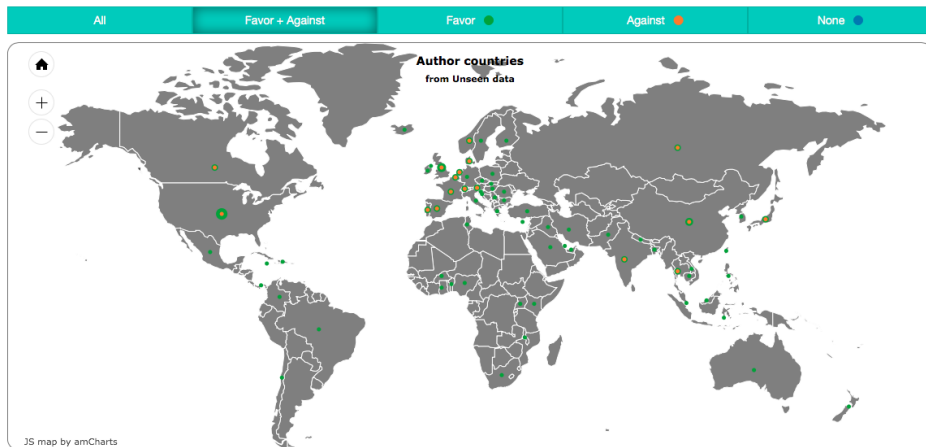 All
Favor + Against
Favor
Against
None
Author countries
from Unseen data
JS map by amCharts